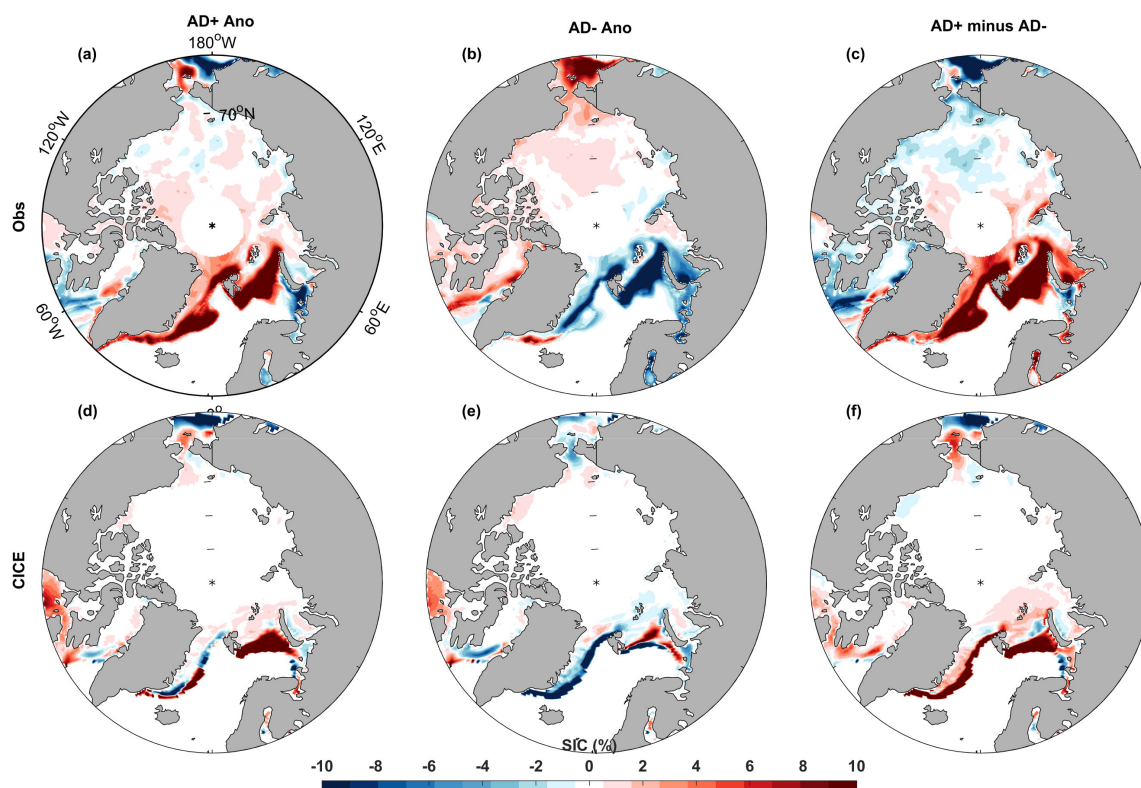 AD+ Ano
AD- Ano
AD+ minus AD-
180°W
(a)
(b)
(c)
70°N
120°W
120°E
Obs
60°W
60°E
(d)
(e)
(f)
CICE
SIC (%)
-10 -8 -6 -4 -2 0 2 4 6 8 10